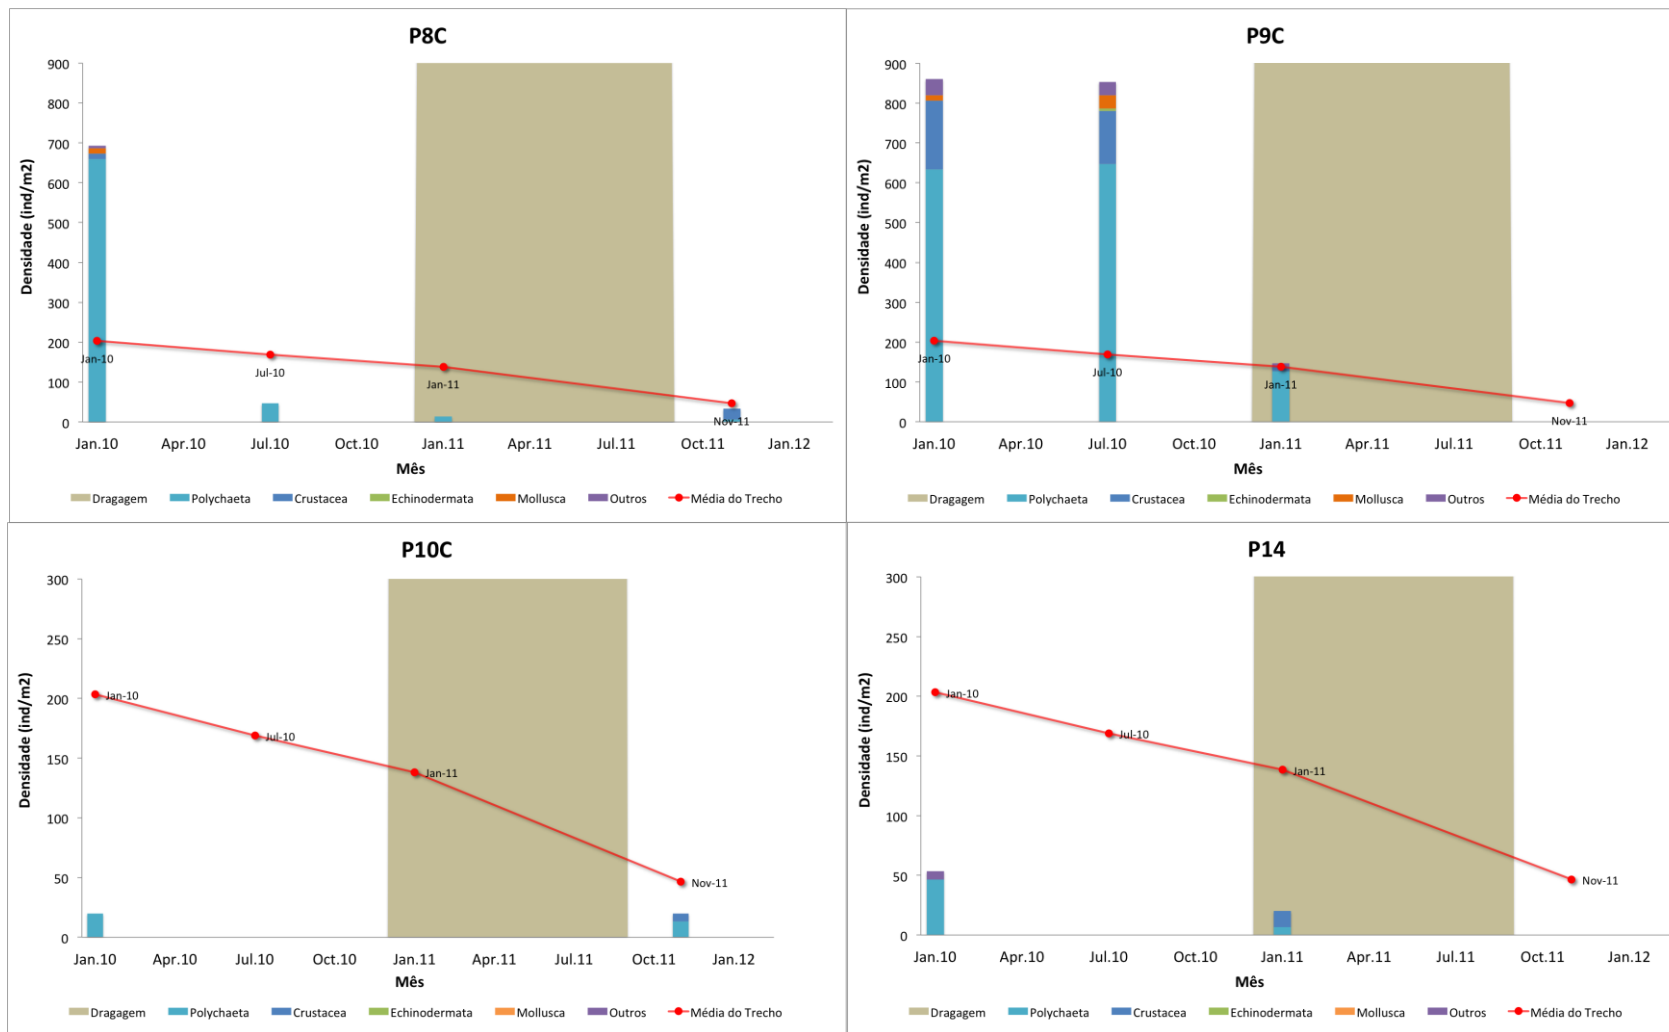 P8C
900
800
700
600
500
400
300
200
100
0
Densidade (ind/m2)
Jan-10
Jul-10
Jan-11
Nov-11
Jan.10 Apr.10 Jul.10 Oct.10 Jan.11 Apr.11 Jul.11 Oct.11 Jan.12
Mês
Dragagem Polychaeta Crustacea Echinodermata Mollusca Outros Média do Trecho
P9C
900
800
700
600
500
400
300
200
100
0
Densidade (ind/m2)
Jan-10
Jul-10
Jan-11
Nov-11
Jan.10 Apr.10 Jul.10 Oct.10 Jan.11 Apr.11 Jul.11 Oct.11 Jan.12
Mês
Dragagem Polychaeta Crustacea Echinodermata Mollusca Outros Média do Trecho
P10C
300
250
200
150
100
50
0
Densidade (ind/m2)
Jan-10
Jul-10
Jan-11
Nov-11
Jan.10 Apr.10 Jul.10 Oct.10 Jan.11 Apr.11 Jul.11 Oct.11 Jan.12
Mês
Dragagem Polychaeta Crustacea Echinodermata Mollusca Outros Média do Trecho
P14
300
250
200
150
100
50
0
Densidade (ind/m2)
Jan-10
Jul-10
Jan-11
Nov-11
Jan.10 Apr.10 Jul.10 Oct.10 Jan.11 Apr.11 Jul.11 Oct.11 Jan.12
Mês
Dragagem Polychaeta Crustacea Echinodermata Mollusca Outros Média do Trecho